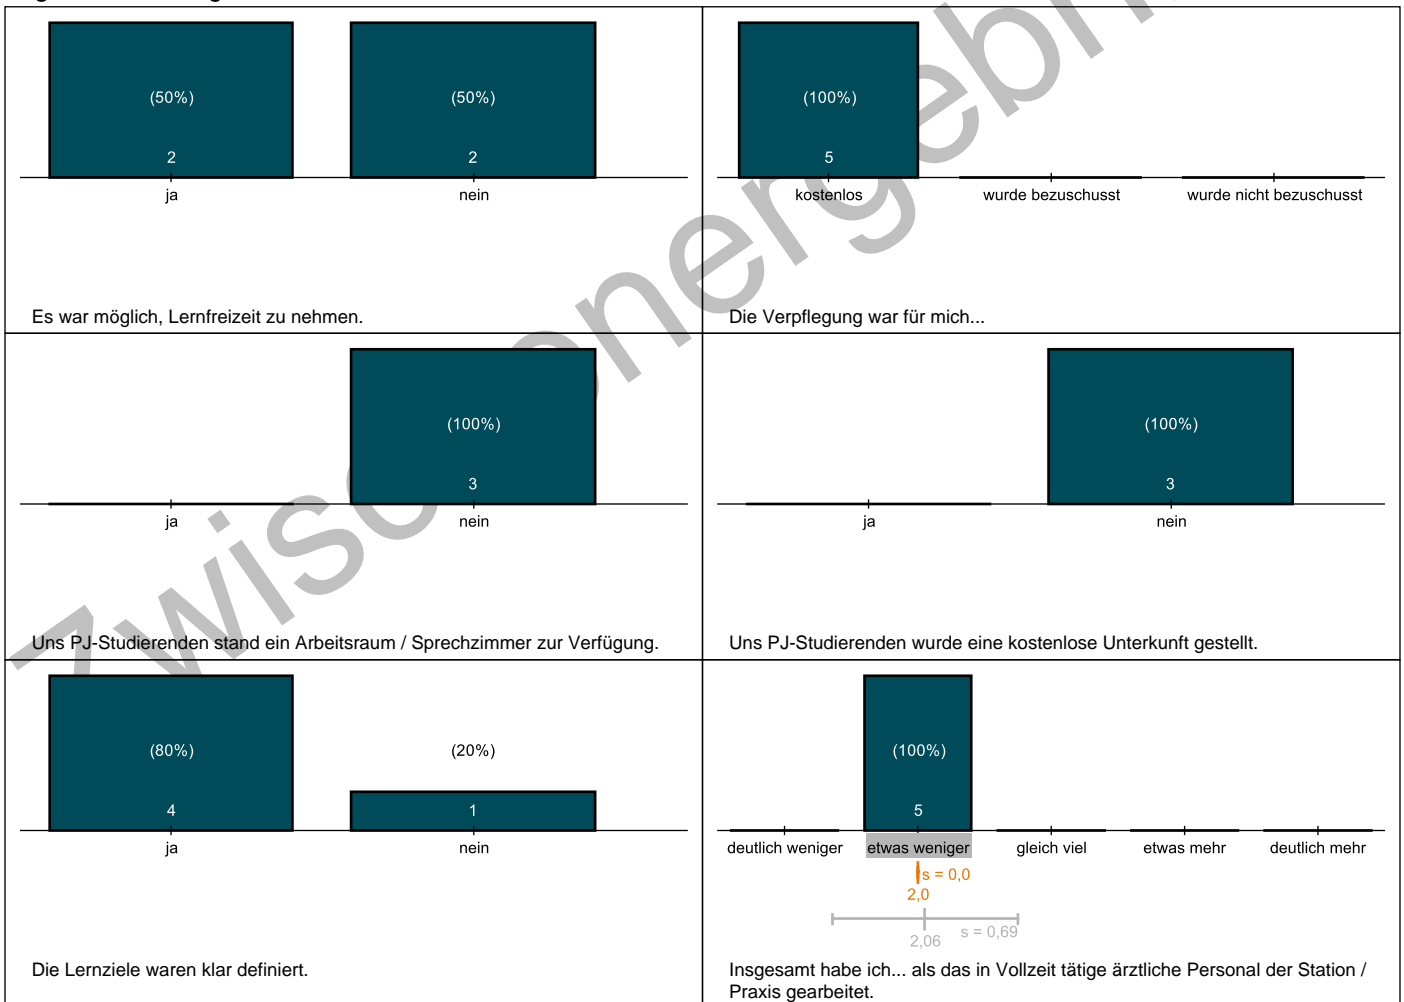 (50%)
(50%)
2
2
ja
nein
Es war möglich, Lernfreizeit zu nehmen.
(100%)
5
kostenlos
wurde bezuschusst
wurde nicht bezuschusst
Die Verpflegung war für mich...
(100%)
3
ja
nein
Uns PJ-Studierenden stand ein Arbeitsraum / Sprechzimmer zur Verfügung.
(100%)
3
ja
nein
Uns PJ-Studierenden wurde eine kostenlose Unterkunft gestellt.
(80%)
(20%)
4
1
ja
nein
Die Lernziele waren klar definiert.
(100%)
5
deutlich weniger
etwas weniger
gleich viel
etwas mehr
deutlich mehr
s = 0,0
2,0
2,06
s = 0,69
Insgesamt habe ich... als das in Vollzeit tätige ärztliche Personal der Station /
Praxis gearbeitet.